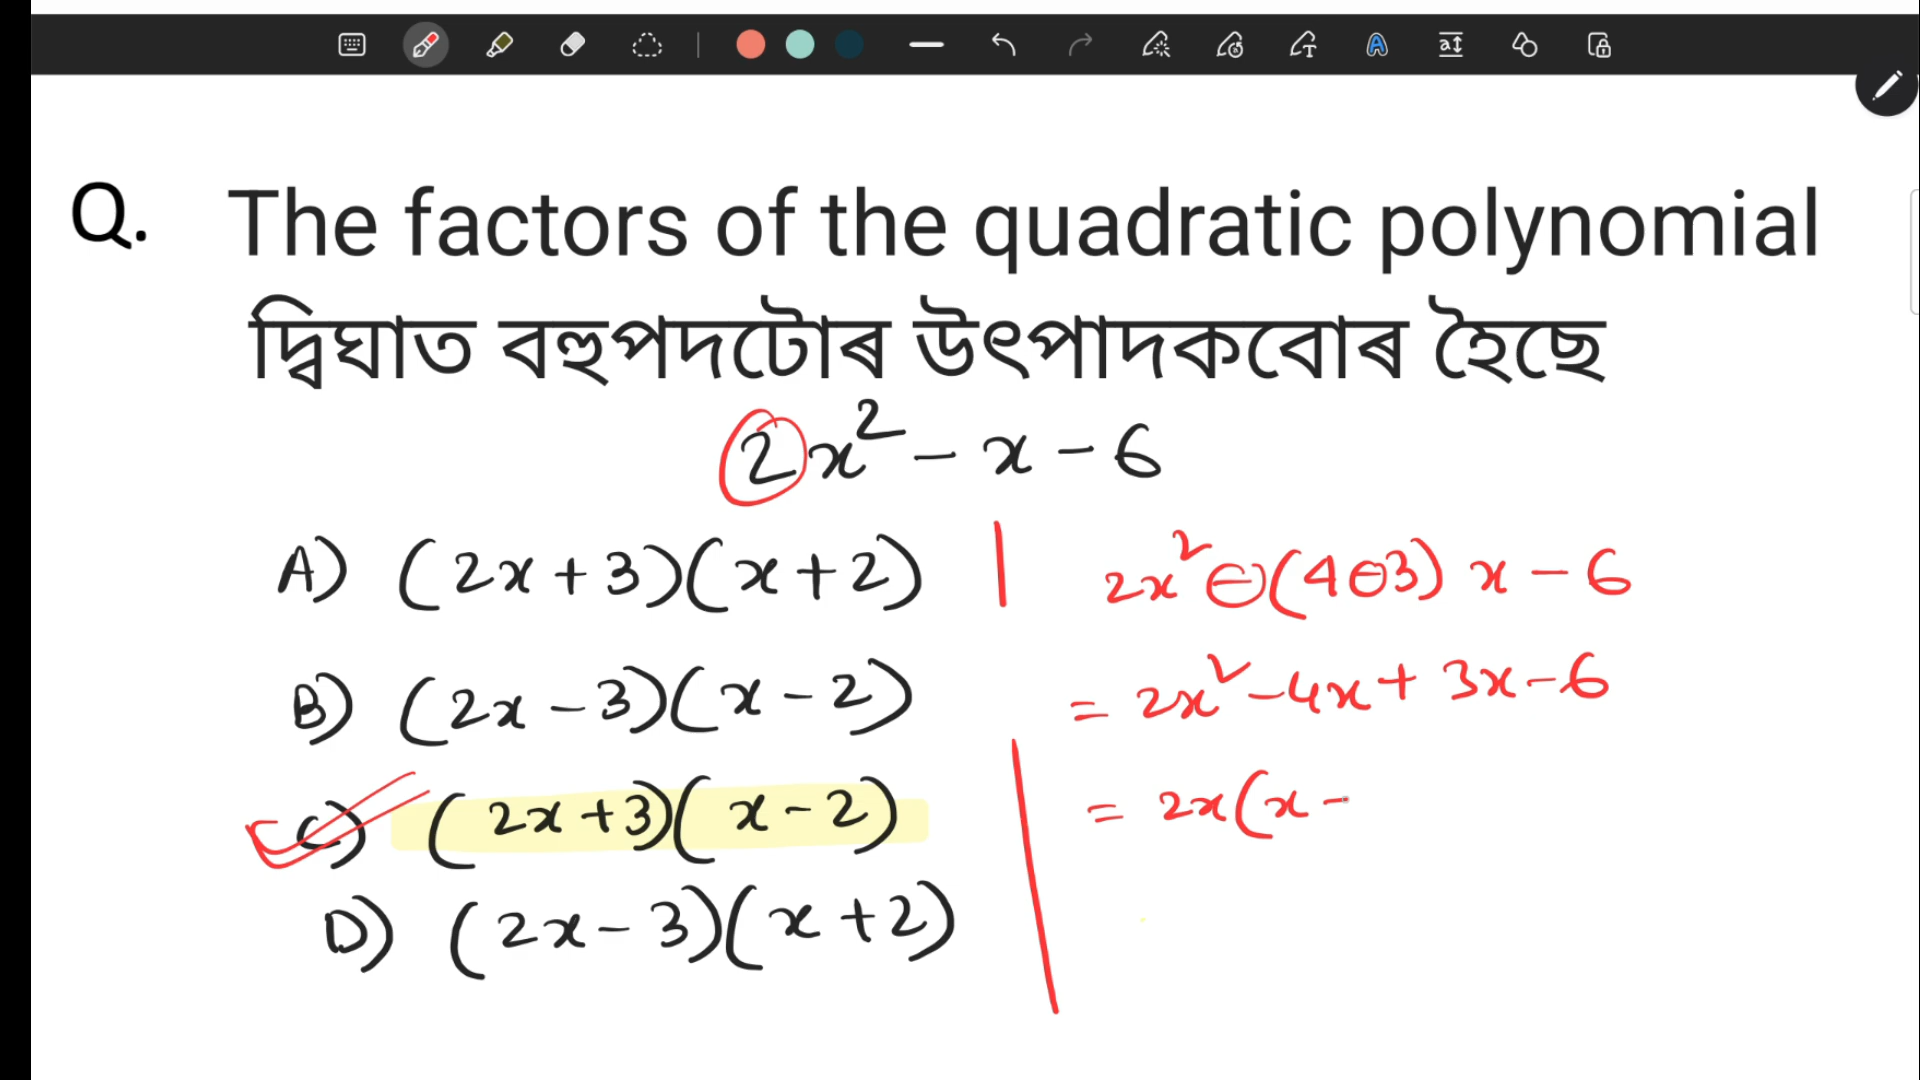 Q. The factors of the quadratic polynomial
দ্বিঘাত বহুপদটোৰ উৎপাদকবোৰ হৈছে
2x² - x - 6
A) (2x + 3)(x + 2)
B) (2x - 3)(x - 2)
C) (2x + 3)(x - 2)
D) (2x - 3)(x + 2)
2x² - (4 - 3) x - 6
= 2x² - 4x + 3x - 6
= 2x(x -